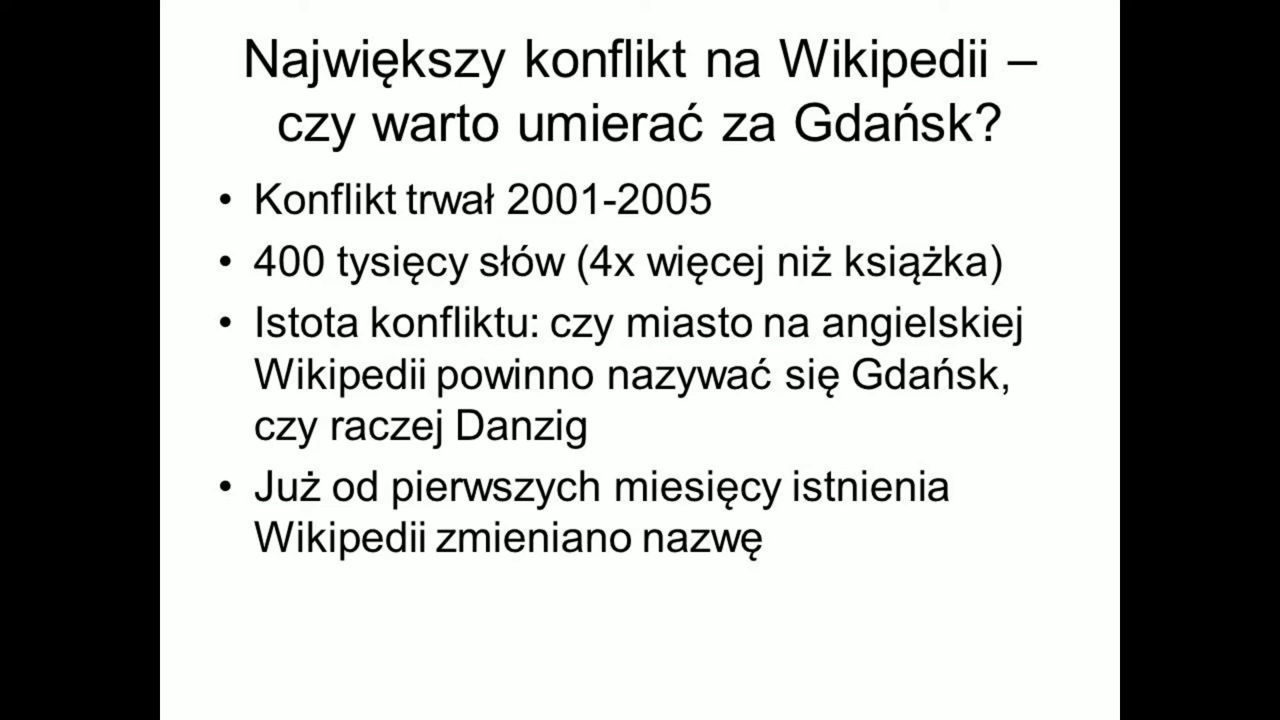 Największy konflikt na Wikipedii –
czy warto umierać za Gdańsk?
• Konflikt trwał 2001-2005
• 400 tysięcy słów (4x więcej niż książka)
• Istota konfliktu: czy miasto na angielskiej
Wikipedii powinno nazywać się Gdańsk,
czy raczej Danzig
• Już od pierwszych miesięcy istnienia
Wikipedii zmieniano nazwę